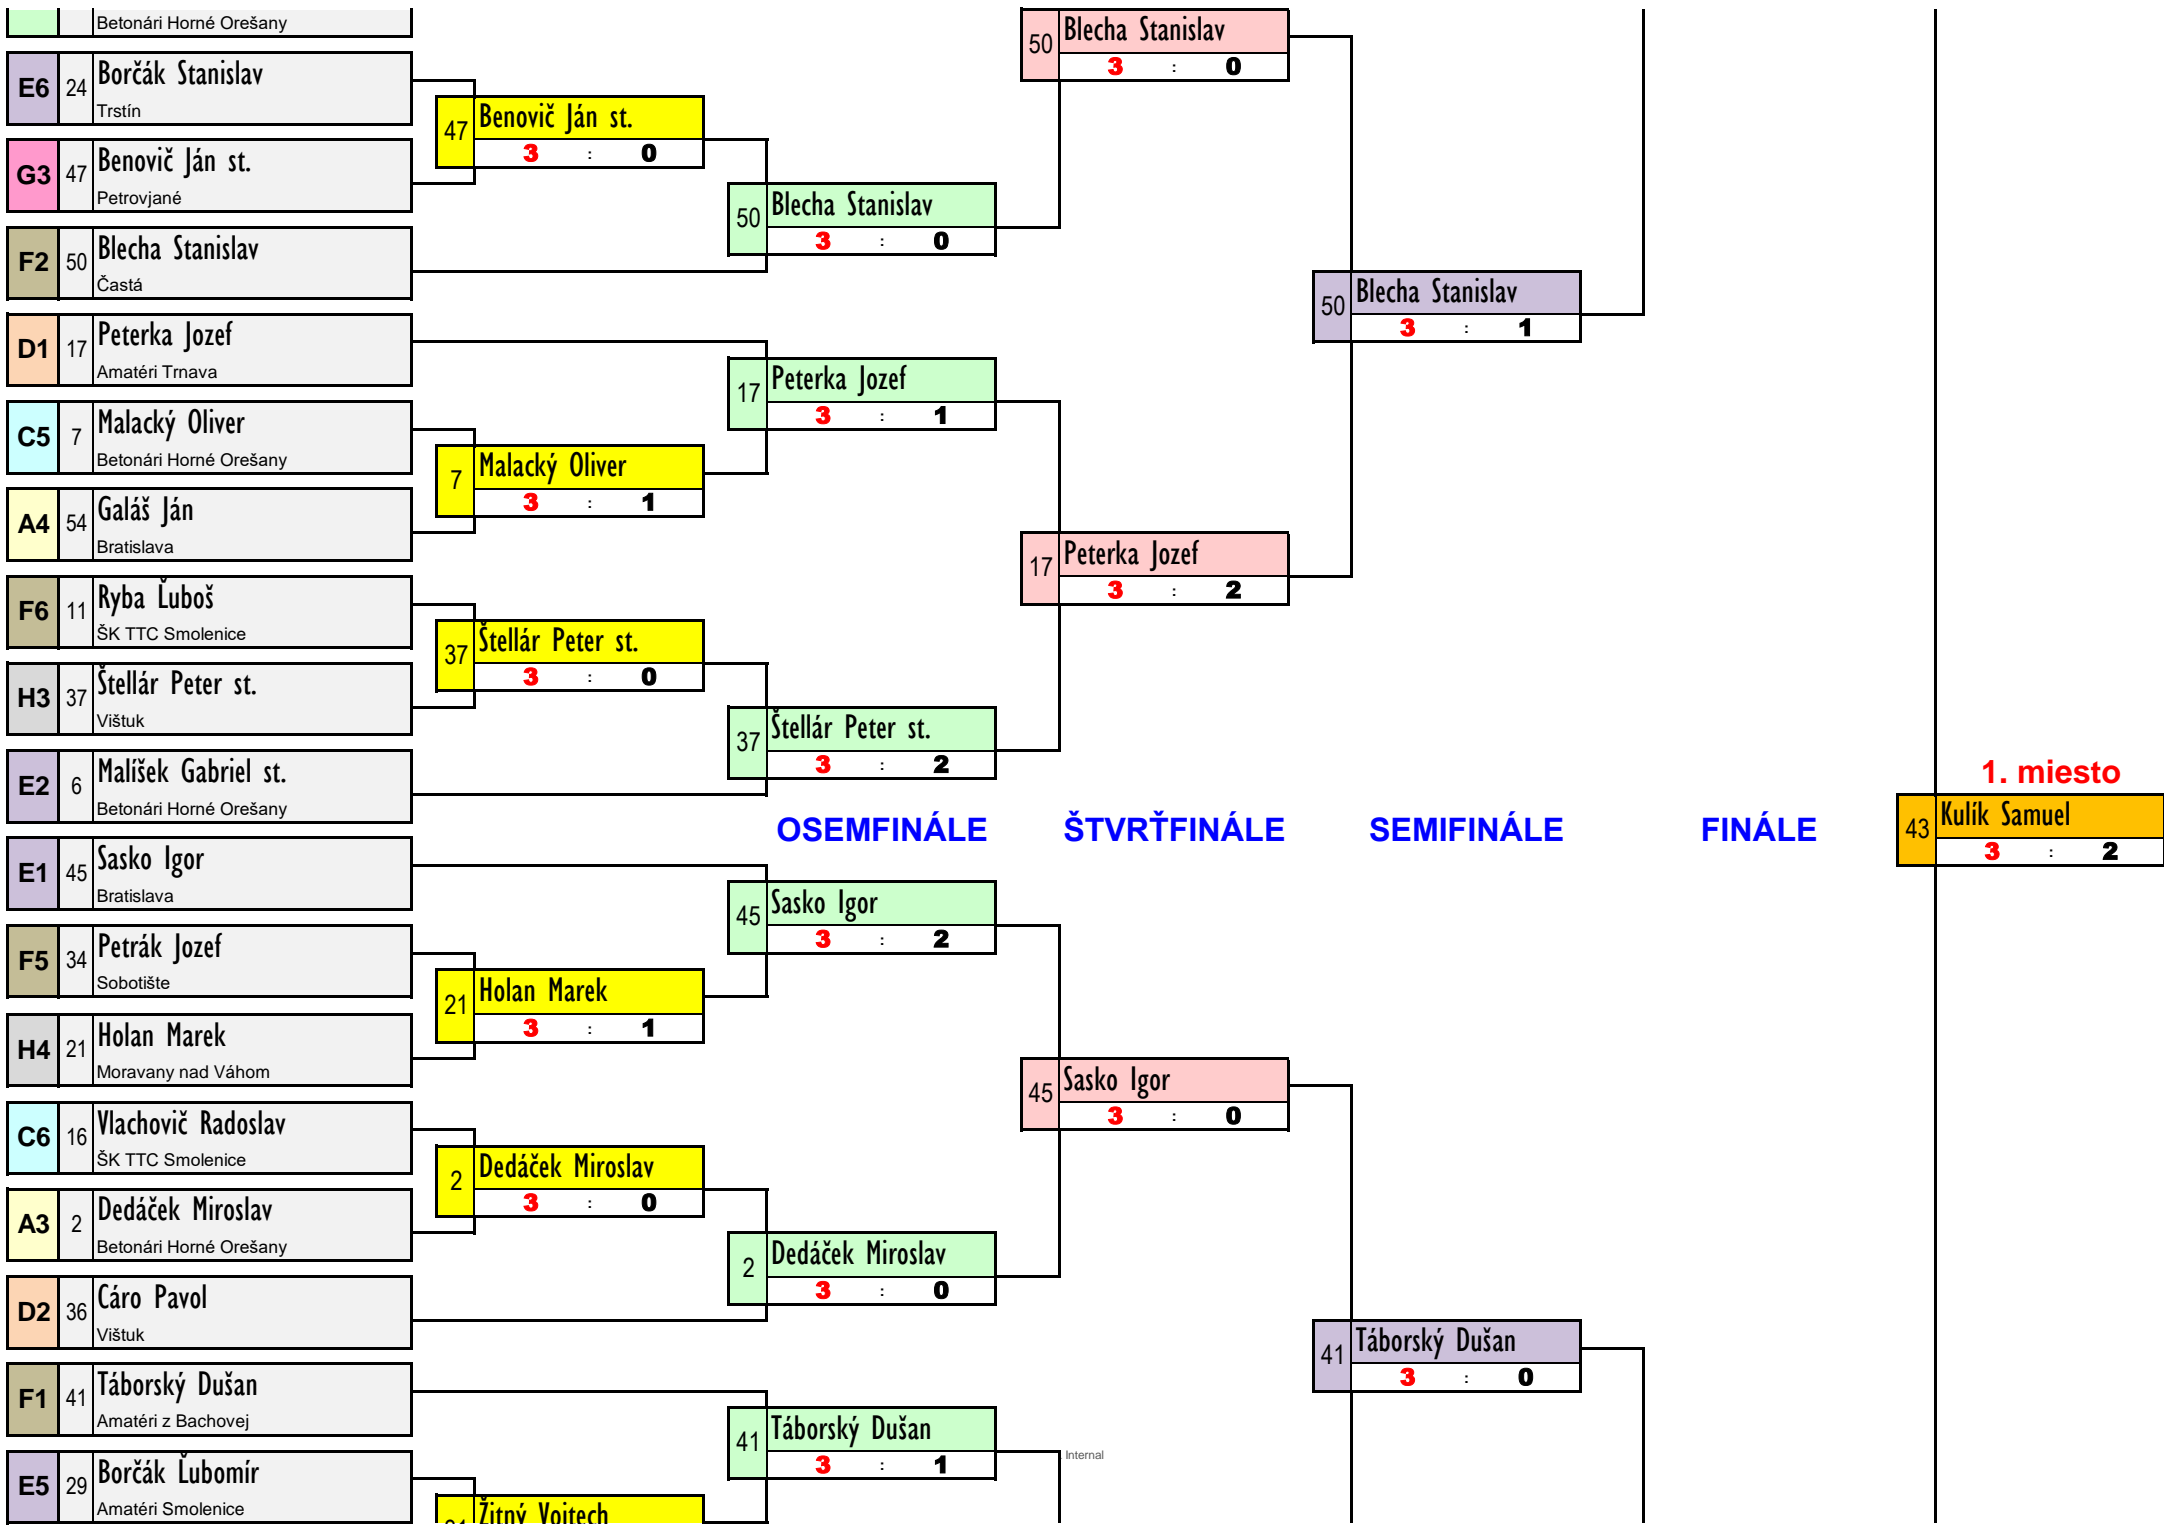 Betonári Horné Orešany
50 Blecha Stanislav
3 : 0
E6 24 Borčák Stanislav
Trstín
47 Benovič Ján st.
3 : 0
G3 47 Benovič Ján st.
Petrovjané
50 Blecha Stanislav
3 : 0
F2 50 Blecha Stanislav
Častá
50 Blecha Stanislav
3 : 1
D1 17 Peterka Jozef
Amatéri Trnava
17 Peterka Jozef
3 : 1
C5 7 Malacký Oliver
Betonári Horné Orešany
7 Malacký Oliver
3 : 1
A4 54 Galáš Ján
Bratislava
17 Peterka Jozef
3 : 2
F6 11 Ryba Ľuboš
ŠK TTC Smolenice
37 Štellár Peter st.
3 : 0
H3 37 Štellár Peter st.
Vištuk
37 Štellár Peter st.
3 : 2
E2 6 Malíšek Gabriel st.
Betonári Horné Orešany
1. miesto
43 Kulík Samuel
3 : 2
OSEMFINÁLE ŠTVRŤFINÁLE SEMIFINÁLE FINÁLE
E1 45 Sasko Igor
Bratislava
45 Sasko Igor
3 : 2
F5 34 Petrák Jozef
Sobotište
21 Holan Marek
3 : 1
H4 21 Holan Marek
Moravany nad Váhom
45 Sasko Igor
3 : 0
C6 16 Vlachovič Radoslav
ŠK TTC Smolenice
2 Dedáček Miroslav
3 : 0
A3 2 Dedáček Miroslav
Betonári Horné Orešany
2 Dedáček Miroslav
3 : 0
D2 36 Cáro Pavol
Vištuk
41 Táborský Dušan
3 : 0
F1 41 Táborský Dušan
Amatéri z Bachovej
41 Táborský Dušan
3 : 1
Internal
E5 29 Borčák Ľubomír
Amatéri Smolenice
Žitný Vojtech